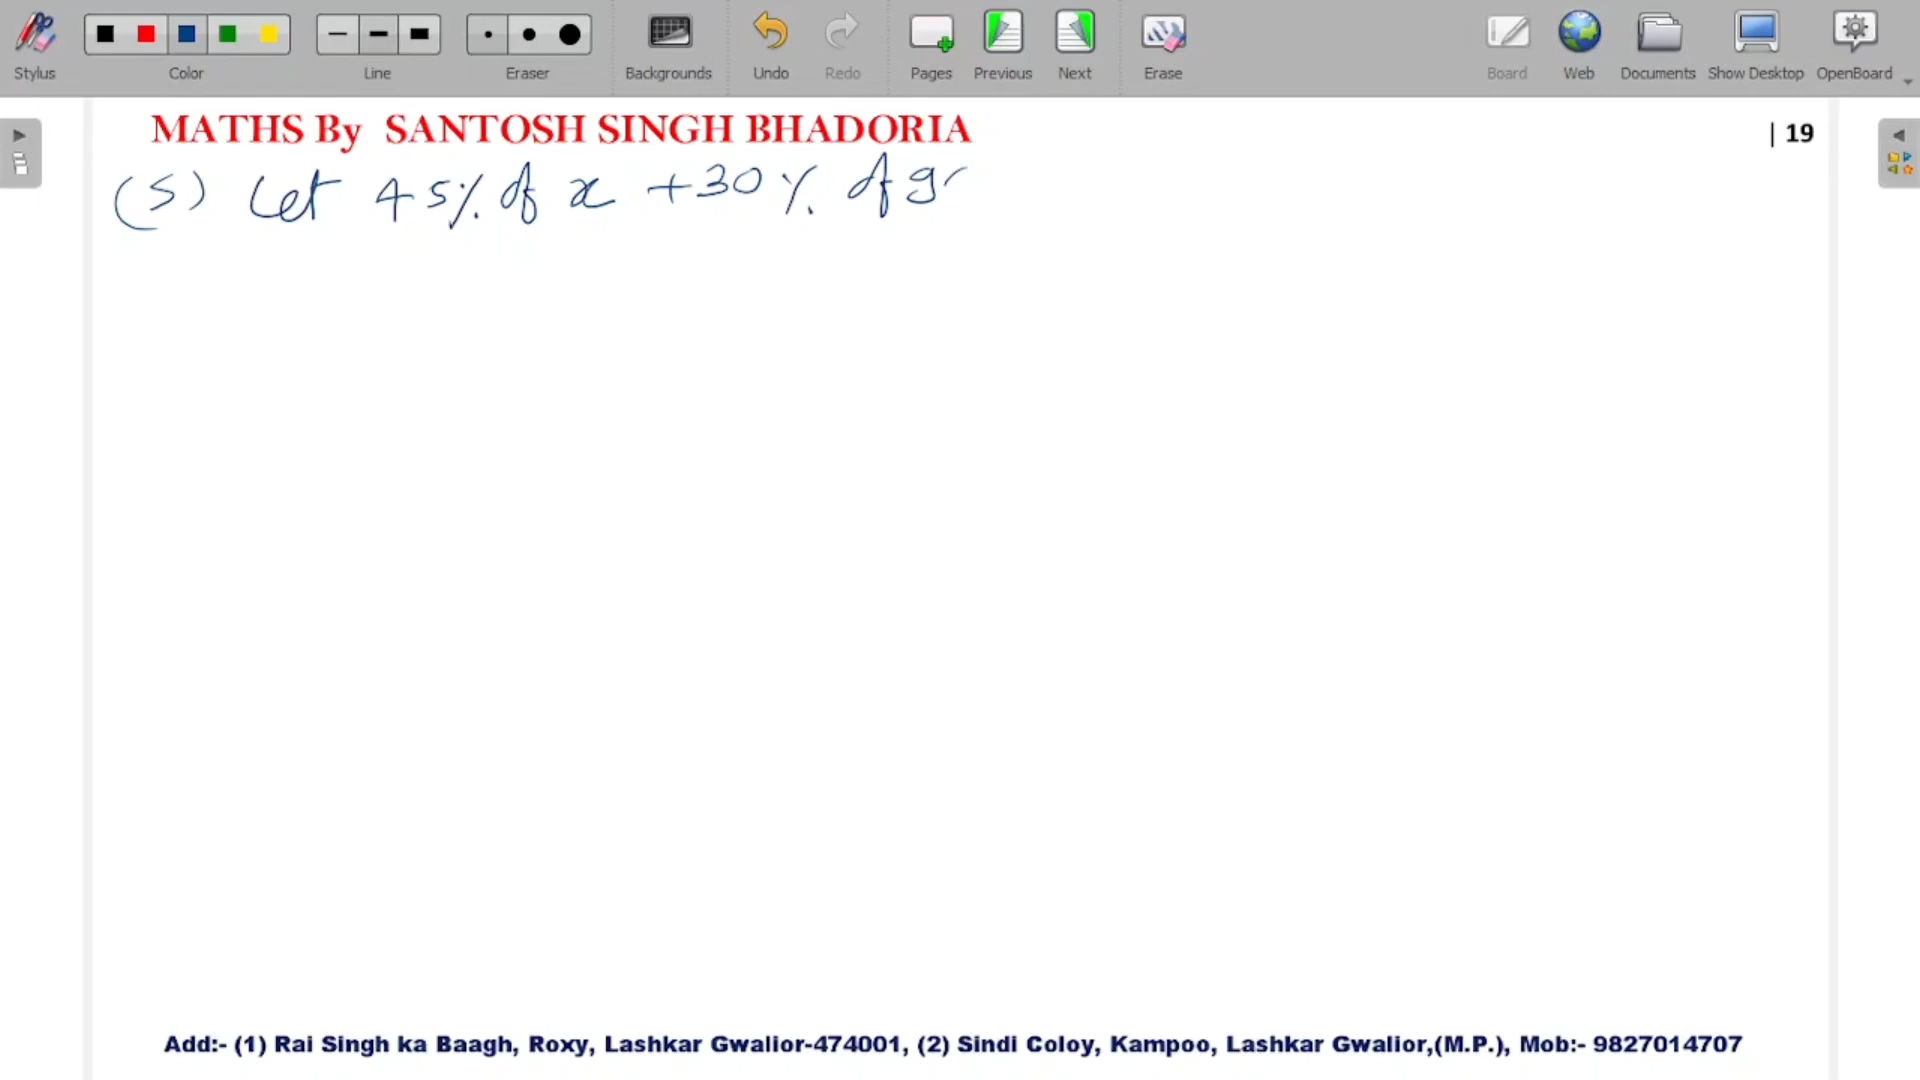 Stylus Color Line Eraser Backgrounds Undo Redo Pages Previous Next Erase Board Web Documents Show Desktop OpenBoard
MATHS By SANTOSH SINGH BHADORIA | 19
(5) Let 45% of x +30% of 90
Add:- (1) Rai Singh ka Baagh, Roxy, Lashkar Gwalior-474001, (2) Sindi Coloy, Kampoo, Lashkar Gwalior,(M.P.), Mob:- 9827014707